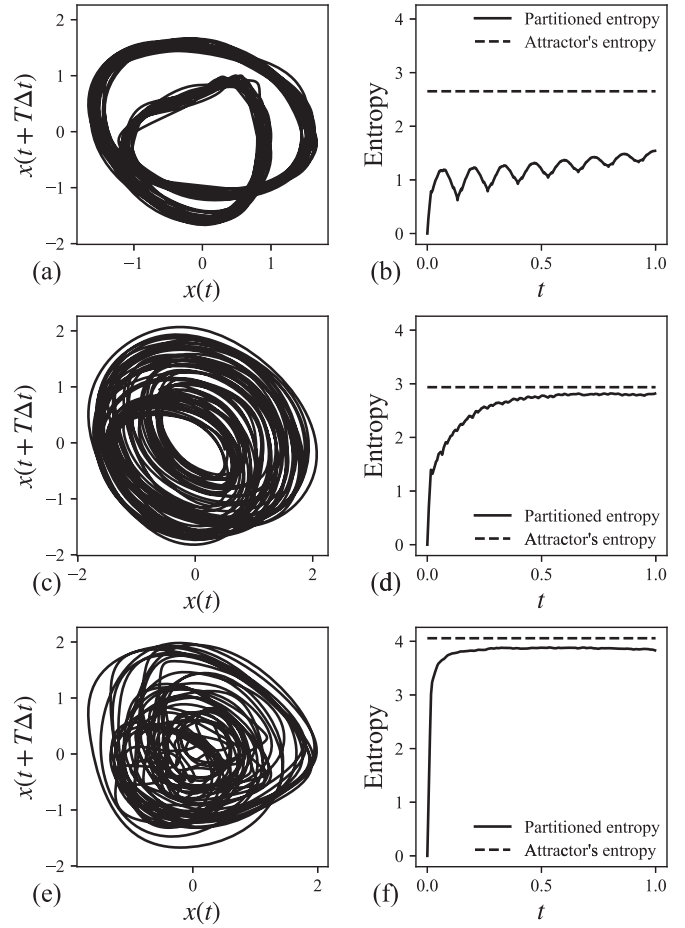 x(t + TΔt)
2
1
0
−1
−2
−1
0
1
(a)
x(t)
Entropy
4
3
2
1
0
Partitioned entropy
Attractor's entropy
0.0
0.5
1.0
(b)
t
x(t + TΔt)
2
1
0
−1
−2
−2
0
2
(c)
x(t)
Entropy
4
3
2
1
0
Partitioned entropy
Attractor's entropy
0.0
0.5
1.0
(d)
t
x(t + TΔt)
2
1
0
−1
−2
0
2
(e)
x(t)
Entropy
4
3
2
1
0
Partitioned entropy
Attractor's entropy
0.0
0.5
1.0
(f)
t